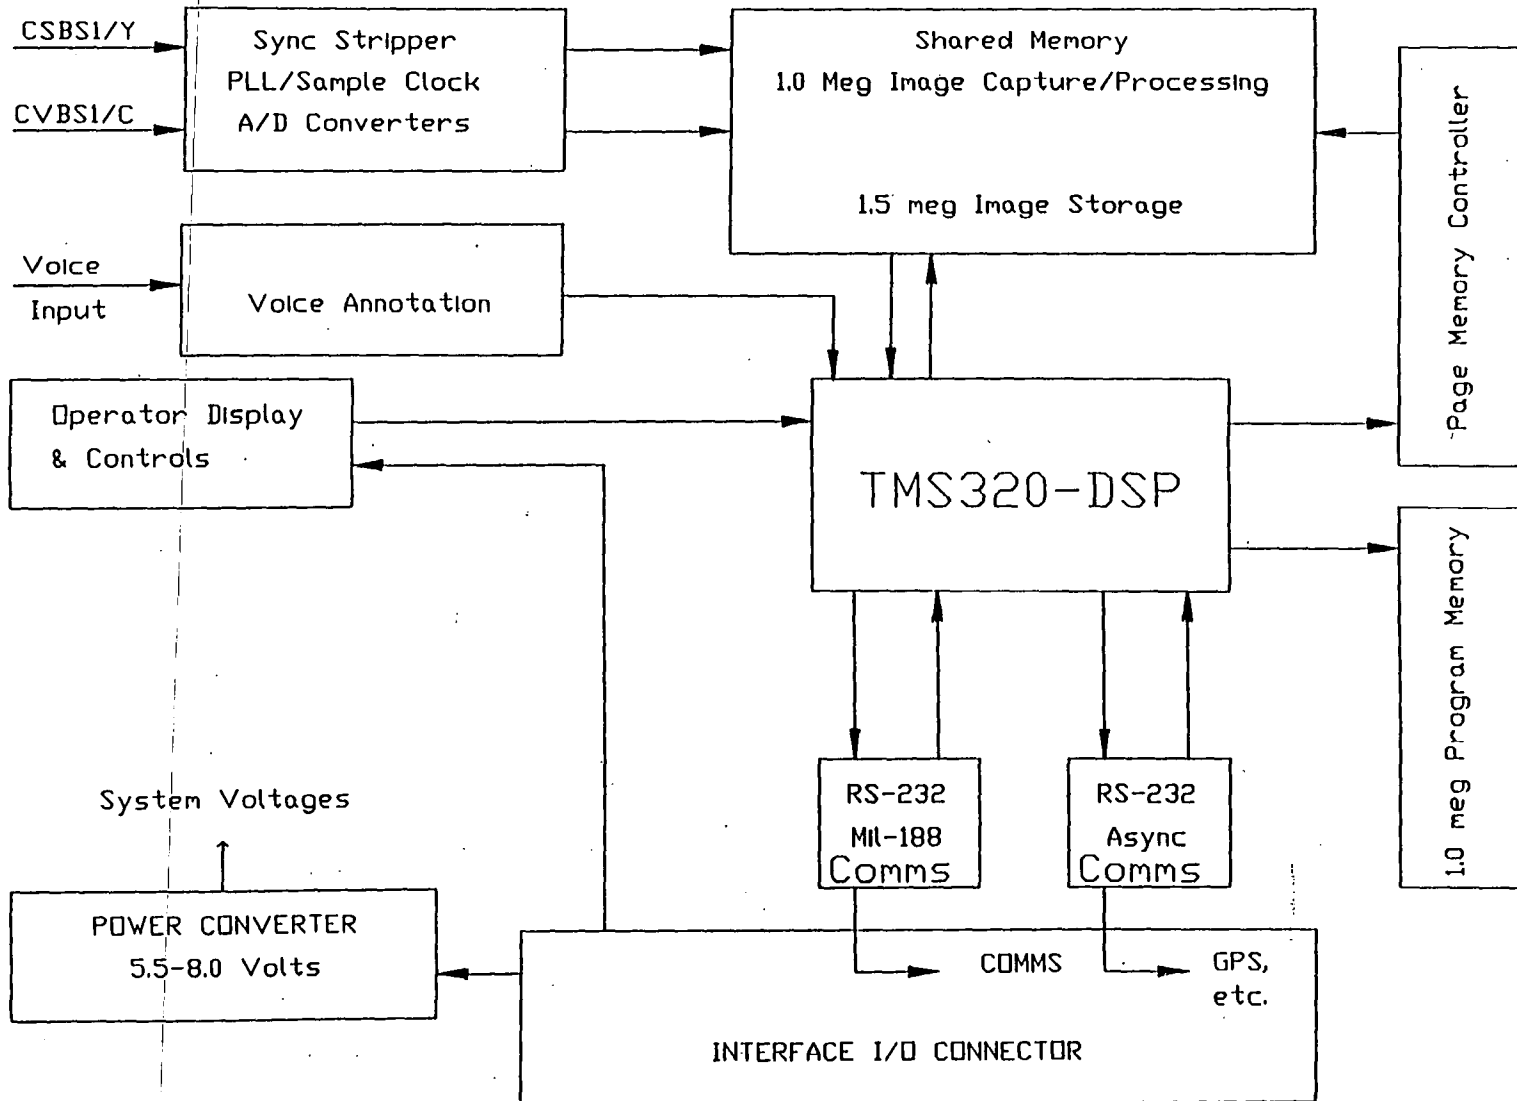 CSBS1/Y
CVBS1/C
Sync Stripper
PLL/Sample Clock
A/D Converters
Shared Memory
1.0 Meg Image Capture/Processing
1.5 meg Image Storage
Page Memory Controller
Voice
Input
Voice Annotation
Operator Display
& Controls
TMS320-DSP
1.0 meg Program Memory
RS-232
Mil-188
Comms
RS-232
Async
Comms
System Voltages
POWER CONVERTER
5.5-8.0 Volts
COMMS
GPS,
etc.
INTERFACE I/O CONNECTOR